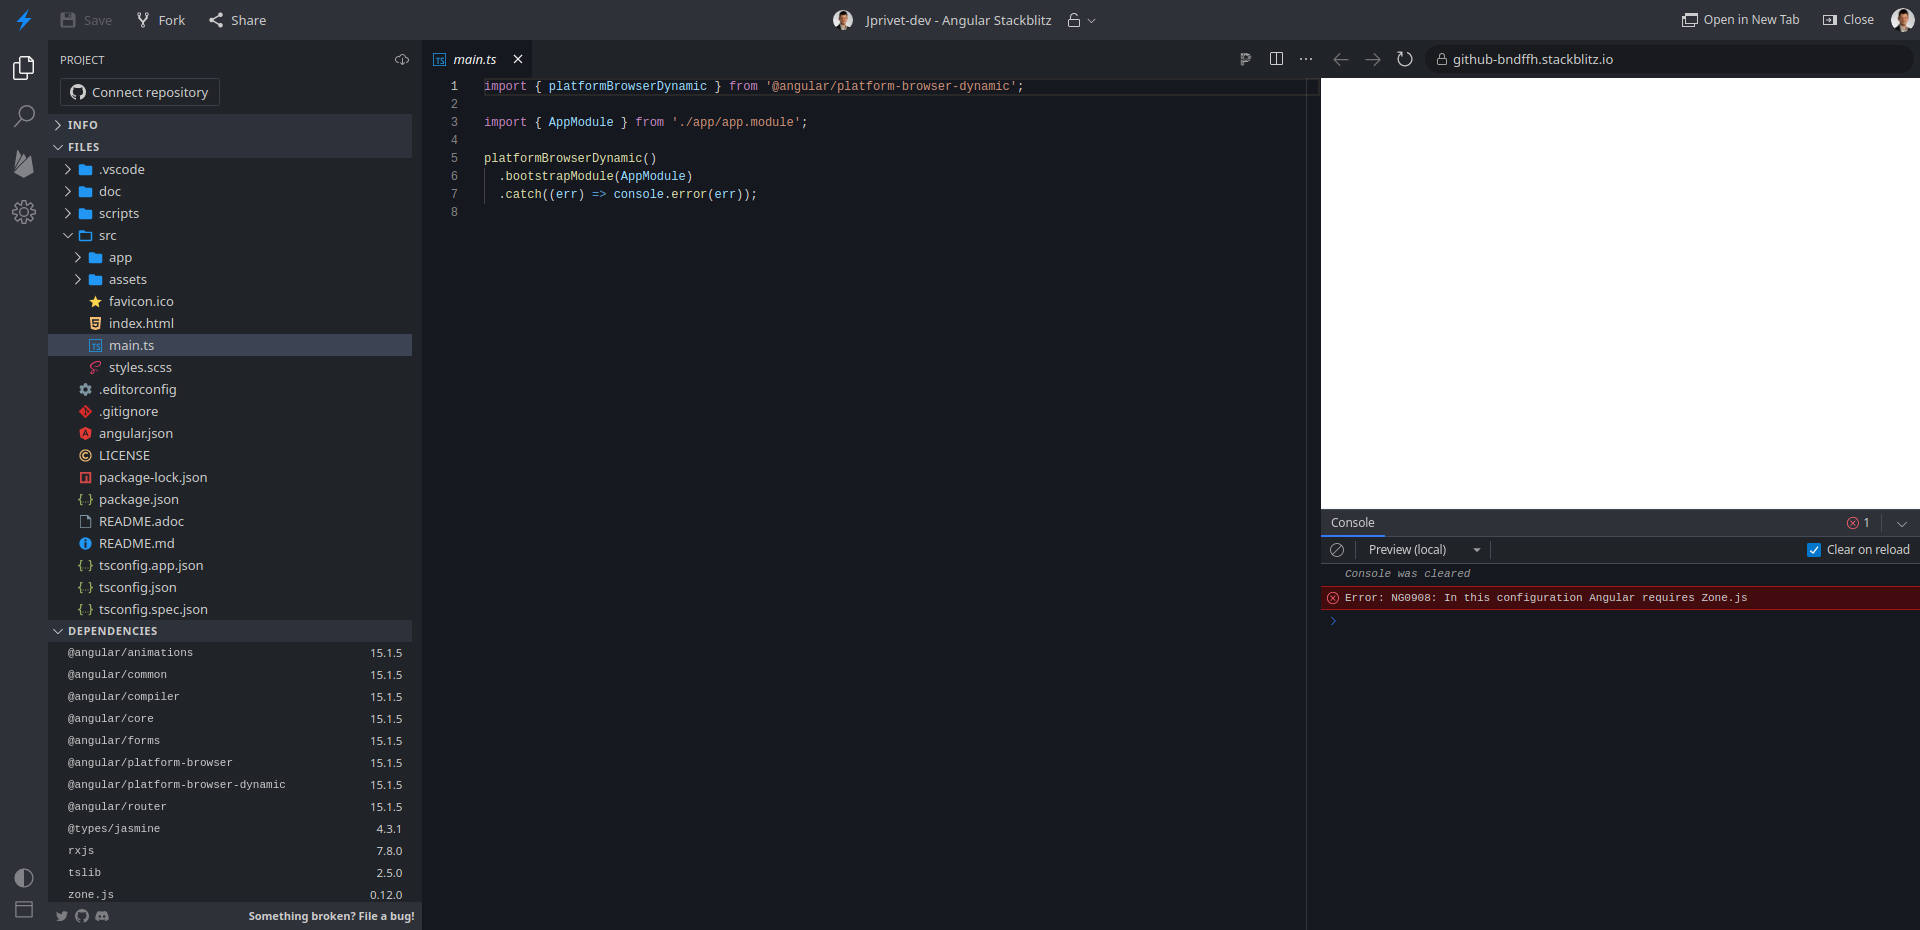 Save Fork Share Jprivet-dev - Angular Stackblitz Open in New Tab Close
PROJECT
Connect repository
INFO
FILES
.vscode
doc
scripts
src
app
assets
favicon.ico
index.html
main.ts
styles.scss
.editorconfig
.gitignore
angular.json
LICENSE
package-lock.json
package.json
README.adoc
README.md
tsconfig.app.json
tsconfig.json
tsconfig.spec.json
DEPENDENCIES
@angular/animations 15.1.5
@angular/common 15.1.5
@angular/compiler 15.1.5
@angular/core 15.1.5
@angular/forms 15.1.5
@angular/platform-browser 15.1.5
@angular/platform-browser-dynamic 15.1.5
@angular/router 15.1.5
@types/jasmine 4.3.1
rxjs 7.8.0
tslib 2.5.0
zone.js 0.12.0
Something broken? File a bug!
TS main.ts
1 import { platformBrowserDynamic } from '@angular/platform-browser-dynamic';
2
3 import { AppModule } from './app/app.module';
4
5 platformBrowserDynamic()
6 .bootstrapModule(AppModule)
7 .catch((err) => console.error(err));
8
github-bndffh.stackblitz.io
Console 1
Preview (local) Clear on reload
Console was cleared
Error: NG0908: In this configuration Angular requires Zone.js